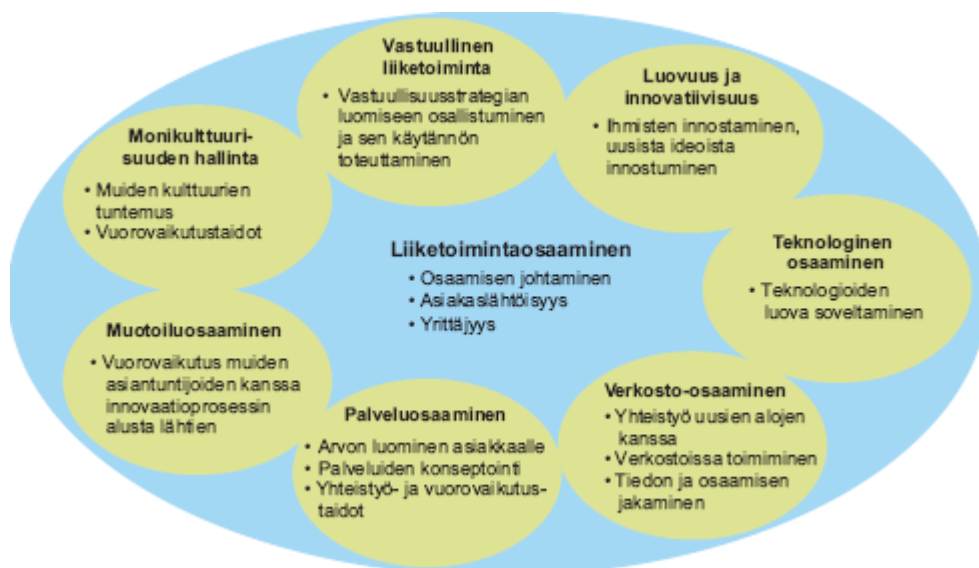 Vastuullinen
liiketoiminta
• Vastuullisuusstrategian
luomiseen osallistuminen
ja sen käytännön
toteuttaminen
Luovuus ja
innovatiivisuus
• Ihmisten innostaminen,
uusista ideoista
innostuminen
Monikulttuuri-
suuden hallinta
• Muiden kulttuurien
tuntemus
• Vuorovaikutustaidot
Liiketoimintaosaaminen
• Osaamisen johtaminen
• Asiakaslähtöisyys
• Yrittäjyys
Teknologinen
osaaminen
• Teknologioiden
luova soveltaminen
Muotoiluosaaminen
• Vuorovaikutus muiden
asiantuntijoiden kanssa
innovaatioprosessin
alusta lähtien
Palveluosaaminen
• Arvon luominen asiakkaalle
• Palveluiden konseptointi
• Yhteistyö- ja vuorovaikutus-
taidot
Verkosto-osaaminen
• Yhteistyö uusien alojen
kanssa
• Verkostoissa toimiminen
• Tiedon ja osaamisen
jakaminen